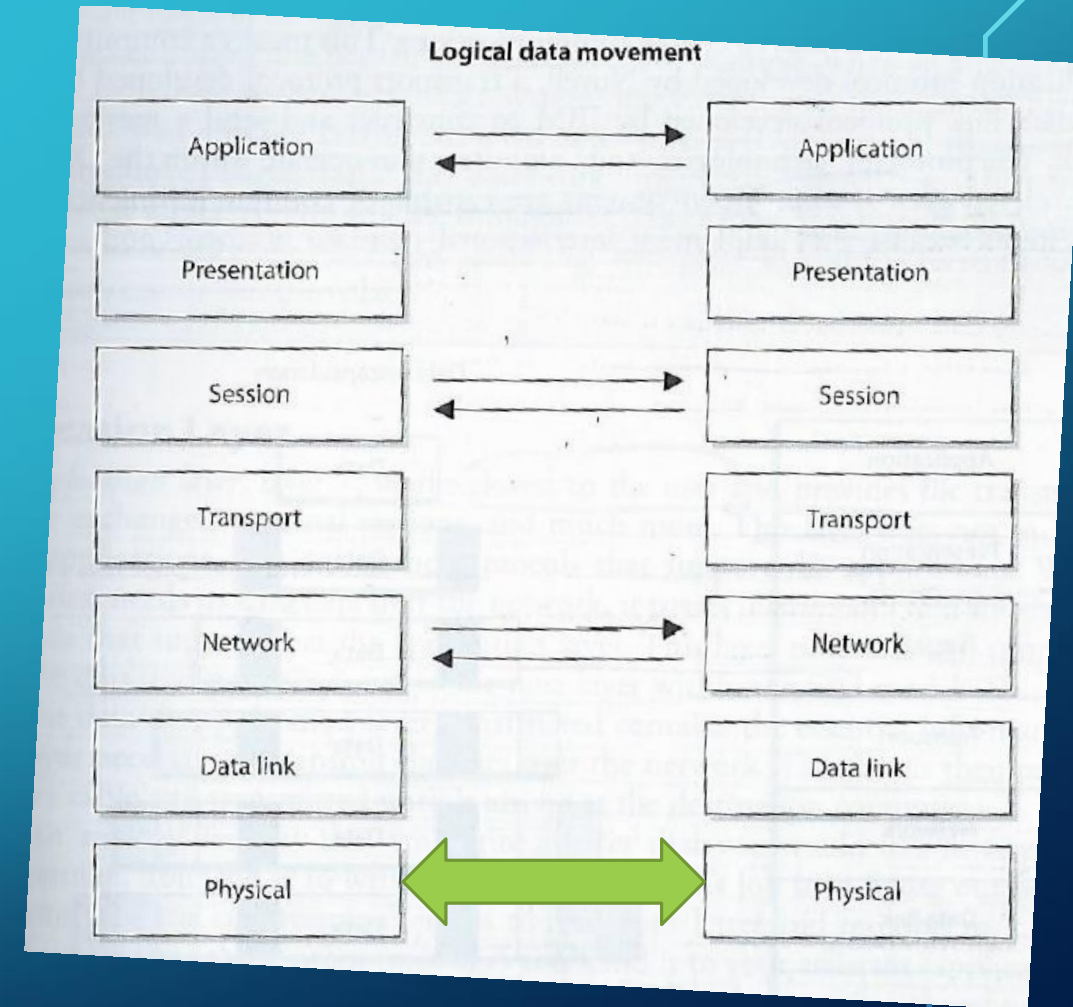 Logical data movement
Application Application
Presentation Presentation
Session Session
Transport Transport
Network Network
Data link Data link
Physical Physical